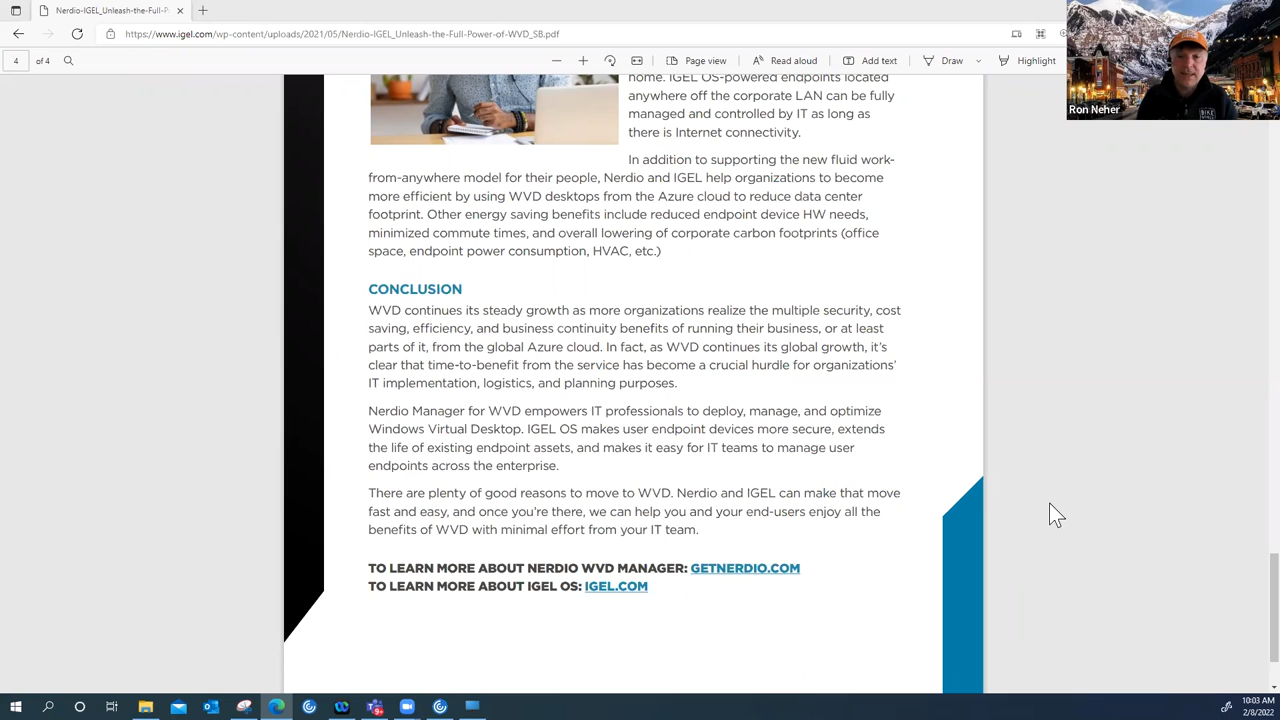 Nerdio-IGEL_Unleash-the-Full-P
https://www.igel.com/wp-content/uploads/2021/05/Nerdio-IGEL_Unleash-the-Full-Power-of-WVD_SB.pdf
4 of 4
Page view
Read aloud
Add text
Draw
Highlight
Ron Neher
home. IGEL OS-powered endpoints located
anywhere off the corporate LAN can be fully
managed and controlled by IT as long as
there is Internet connectivity.
In addition to supporting the new fluid work-
from-anywhere model for their people, Nerdio and IGEL help organizations to become
more efficient by using WVD desktops from the Azure cloud to reduce data center
footprint. Other energy saving benefits include reduced endpoint device HW needs,
minimized commute times, and overall lowering of corporate carbon footprints (office
space, endpoint power consumption, HVAC, etc.)
CONCLUSION
WVD continues its steady growth as more organizations realize the multiple security, cost
saving, efficiency, and business continuity benefits of running their business, or at least
parts of it, from the global Azure cloud. In fact, as WVD continues its global growth, it's
clear that time-to-benefit from the service has become a crucial hurdle for organizations'
IT implementation, logistics, and planning purposes.
Nerdio Manager for WVD empowers IT professionals to deploy, manage, and optimize
Windows Virtual Desktop. IGEL OS makes user endpoint devices more secure, extends
the life of existing endpoint assets, and makes it easy for IT teams to manage user
endpoints across the enterprise.
There are plenty of good reasons to move to WVD. Nerdio and IGEL can make that move
fast and easy, and once you're there, we can help you and your end-users enjoy all the
benefits of WVD with minimal effort from your IT team.
TO LEARN MORE ABOUT NERDIO WVD MANAGER: GETNERDIO.COM
TO LEARN MORE ABOUT IGEL OS: IGEL.COM
10:03 AM
2/8/2022